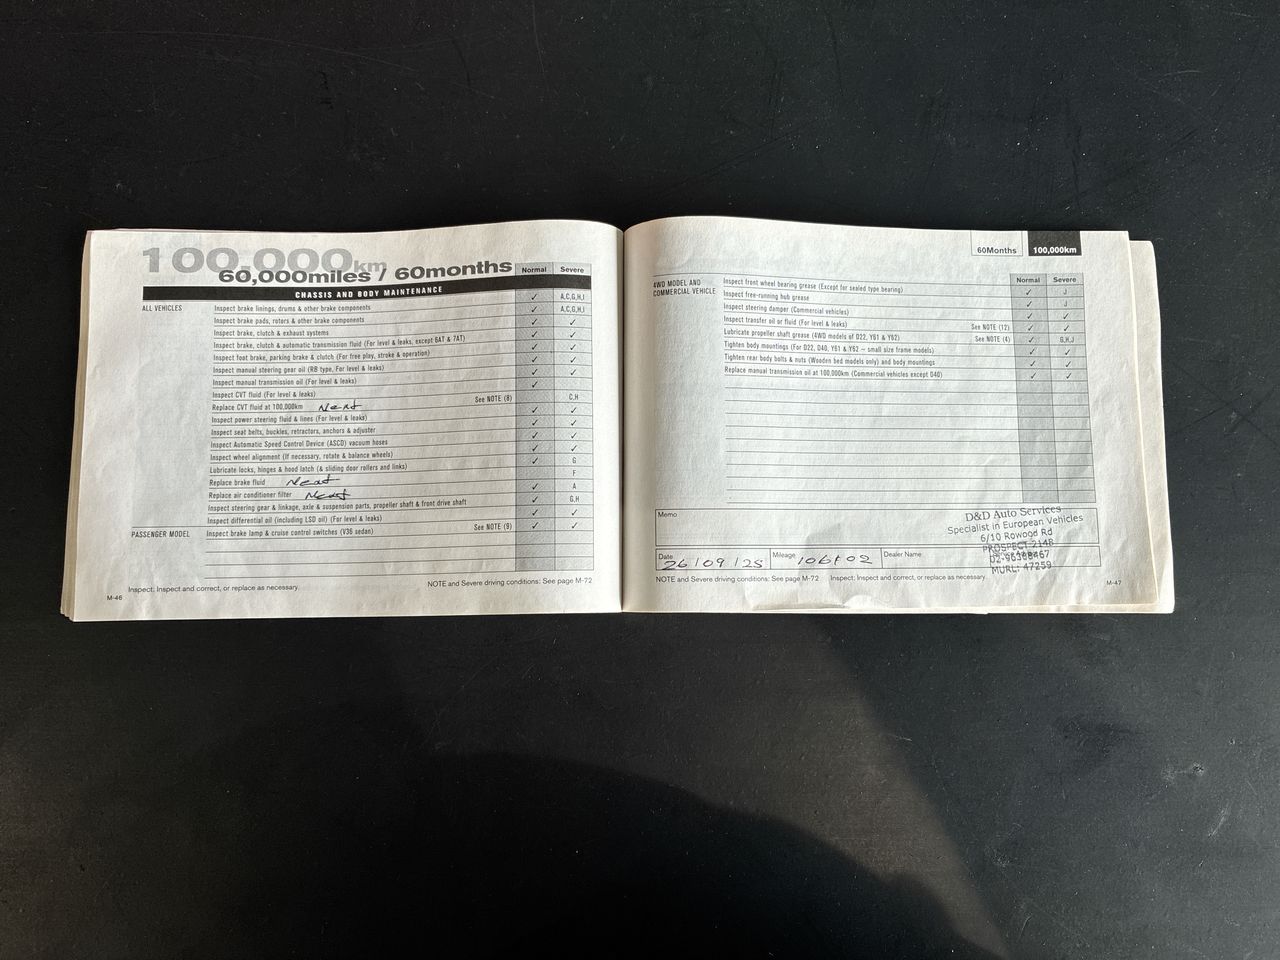 100,000km
60,000miles / 60months
Normal Severe
CHASSIS AND BODY MAINTENANCE
ALL VEHICLES
Inspect brake linings, drums & other brake components ✓ A,C,G,H,I
Inspect brake pads, rotors & other brake components ✓ A,C,G,H,I
Inspect brake, clutch & exhaust systems ✓ ✓
Inspect brake, clutch & automatic transmission fluid (For level & leaks, except 6AT & 7AT) ✓ ✓
Inspect foot brake, parking brake & clutch (For free play, stroke & operation) ✓ ✓
Inspect manual steering gear oil (RB type, For level & leaks) ✓ ✓
Inspect manual transmission oil (For level & leaks) ✓ ✓
Inspect CVT fluid (For level & leaks) ✓
Replace CVT fluid at 100,000km Next See NOTE (8) C,H
Inspect power steering fluid & lines (For level & leaks) ✓ ✓
Inspect seat belts, buckles, retractors, anchors & adjuster ✓ ✓
Inspect Automatic Speed Control Device (ASCD) vacuum hoses ✓ ✓
Inspect wheel alignment (If necessary, rotate & balance wheels) ✓ ✓
Lubricate locks, hinges & hood latch (& sliding door rollers and links) ✓ G
Replace brake fluid Next F
Replace air conditioner filter Next ✓ A
Inspect steering gear & linkage, axle & suspension parts, propeller shaft & front drive shaft ✓ G,H
Inspect differential oil (including LSD oil) (For level & leaks) ✓ ✓
PASSENGER MODEL
Inspect brake lamp & cruise control switches (V36 sedan) See NOTE (9) ✓ ✓
Inspect: Inspect and correct, or replace as necessary.
NOTE and Severe driving conditions: See page M-72
M-46
60Months 100,000km
Normal Severe
4WD MODEL AND
COMMERCIAL VEHICLE
Inspect front wheel bearing grease (Except for sealed type bearing) ✓ J
Inspect free-running hub grease ✓ J
Inspect steering damper (Commercial vehicles) ✓ ✓
Inspect transfer oil or fluid (For level & leaks) See NOTE (12) ✓ ✓
Lubricate propeller shaft grease (4WD models of D22, Y61 & Y62) See NOTE (4) ✓ G,H,J
Tighten body mountings (For D22, D40, Y61 & Y62 – small size frame models) ✓ ✓
Tighten rear body bolts & nuts (Wooden bed models only) and body mountings ✓ ✓
Replace manual transmission oil at 100,000km (Commercial vehicles except D40) ✓ ✓
Memo
D&D Auto Services
Specialist in European Vehicles
6/10 Rowood Rd
PROSPECT 2148
02-96368467
MURL: 47259
Date 26/09/25 Mileage Dealer Name
NOTE and Severe driving conditions: See page M-72 Inspect: Inspect and correct, or replace as necessary.
M-47